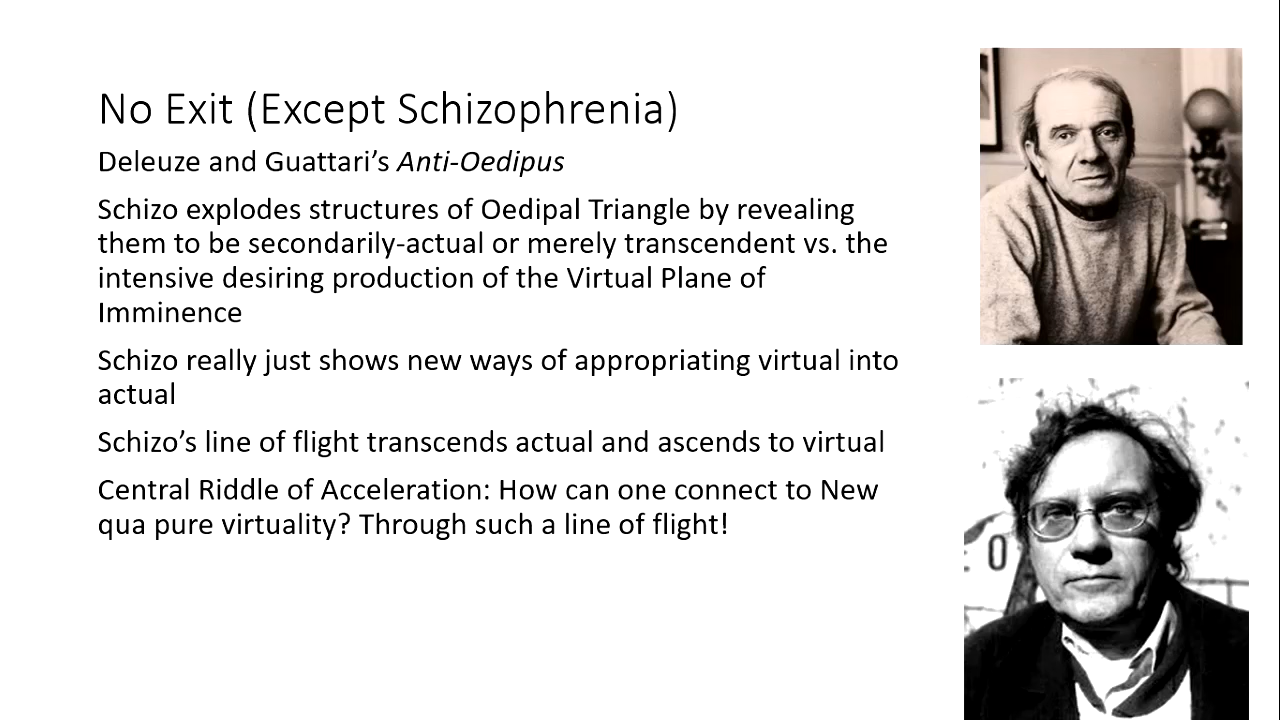 No Exit (Except Schizophrenia)
Deleuze and Guattari’s Anti-Oedipus
Schizo explodes structures of Oedipal Triangle by revealing
them to be secondarily-actual or merely transcendent vs. the
intensive desiring production of the Virtual Plane of
Imminence
Schizo really just shows new ways of appropriating virtual into
actual
Schizo’s line of flight transcends actual and ascends to virtual
Central Riddle of Acceleration: How can one connect to New
qua pure virtuality? Through such a line of flight!